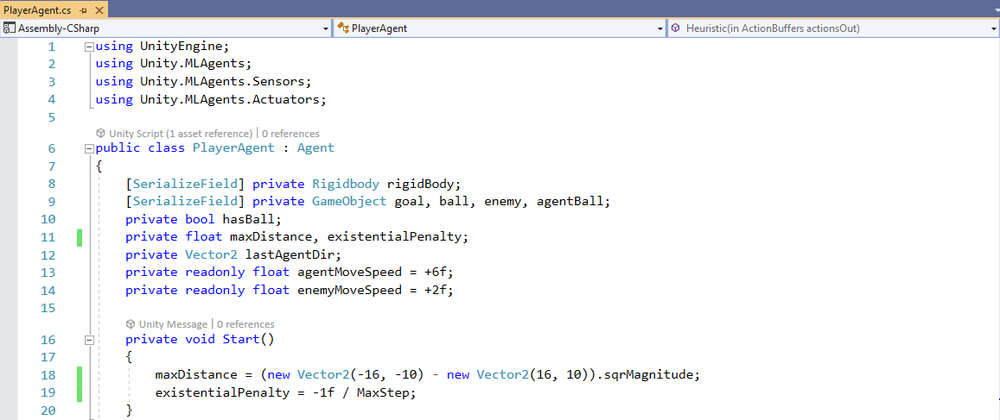 PlayerAgent.cs
Assembly-CSharp PlayerAgent Heuristic(in ActionBuffers actionsOut)
1 using UnityEngine;
2 using Unity.MLAgents;
3 using Unity.MLAgents.Sensors;
4 using Unity.MLAgents.Actuators;
5
Unity Script (1 asset reference) | 0 references
6 public class PlayerAgent : Agent
7 {
8 [SerializeField] private Rigidbody rigidBody;
9 [SerializeField] private GameObject goal, ball, enemy, agentBall;
10 private bool hasBall;
11 private float maxDistance, existentialPenalty;
12 private Vector2 lastAgentDir;
13 private readonly float agentMoveSpeed = +6f;
14 private readonly float enemyMoveSpeed = +2f;
15
Unity Message | 0 references
16 private void Start()
17 {
18 maxDistance = (new Vector2(-16, -10) - new Vector2(16, 10)).sqrMagnitude;
19 existentialPenalty = -1f / MaxStep;
20 }